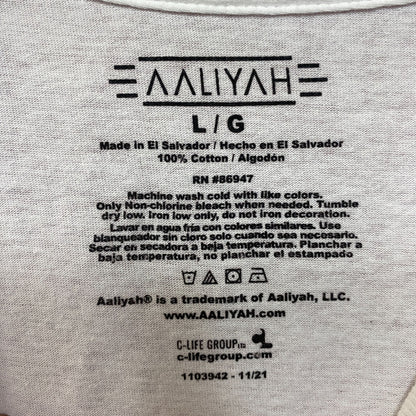 AALIYAH
L / G
Made in El Salvador / Hecho en El Salvador
100% Cotton / Algodón
RN #86947
Machine wash cold with like colors.
Only Non-chlorine bleach when needed. Tumble
dry low. Iron low only, do not iron decoration.
Lavar en agua fría con colores similares. Use
blanqueador sin cloro solo cuando sea necesario.
Secar en secadora a baja temperatura. Planchar a
baja temperatura, no planchar el estampado
Aaliyah® is a trademark of Aaliyah, LLC.
www.AALIYAH.com
C-LIFE GROUP LTD
c-lifegroup.com
1103942 - 11/21